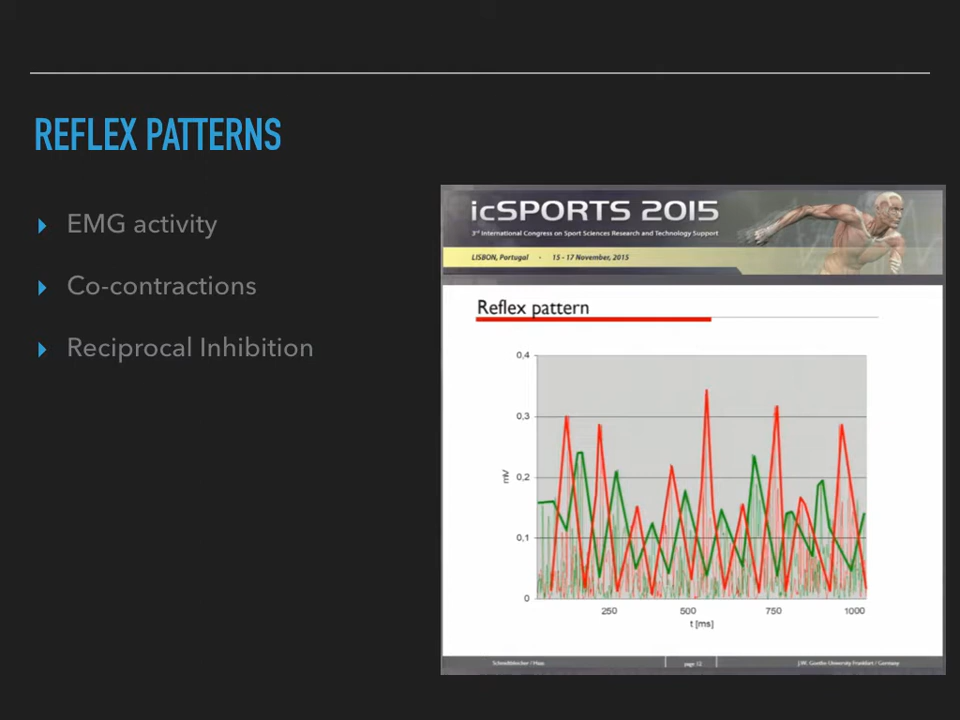 REFLEX PATTERNS
EMG activity
Co-contractions
Reciprocal Inhibition
icSPORTS 2015
3rd International Congress on Sport Sciences Research and Technology Support
LISBON, Portugal - 15 - 17 November, 2015
Reflex pattern
0,4
0,3
mV
0,2
0,1
0
250 500 750 1000
t [ms]
page 12
J.W. Goethe-University Frankfurt / Germany